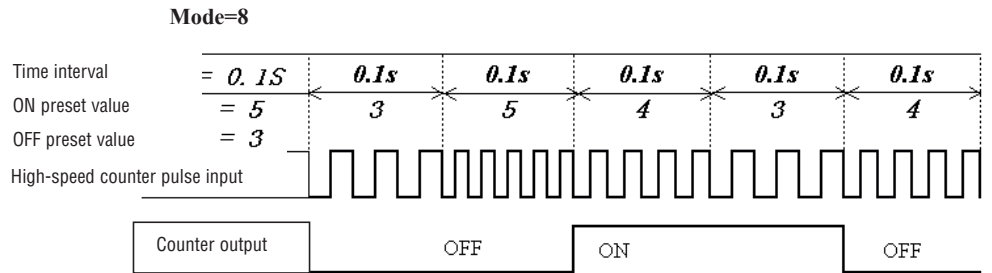 Mode=8
Time interval = 0.1S 0.1s 0.1s 0.1s 0.1s 0.1s
ON preset value = 5 3 5 4 3 4
OFF preset value = 3
High-speed counter pulse input
Counter output OFF ON OFF